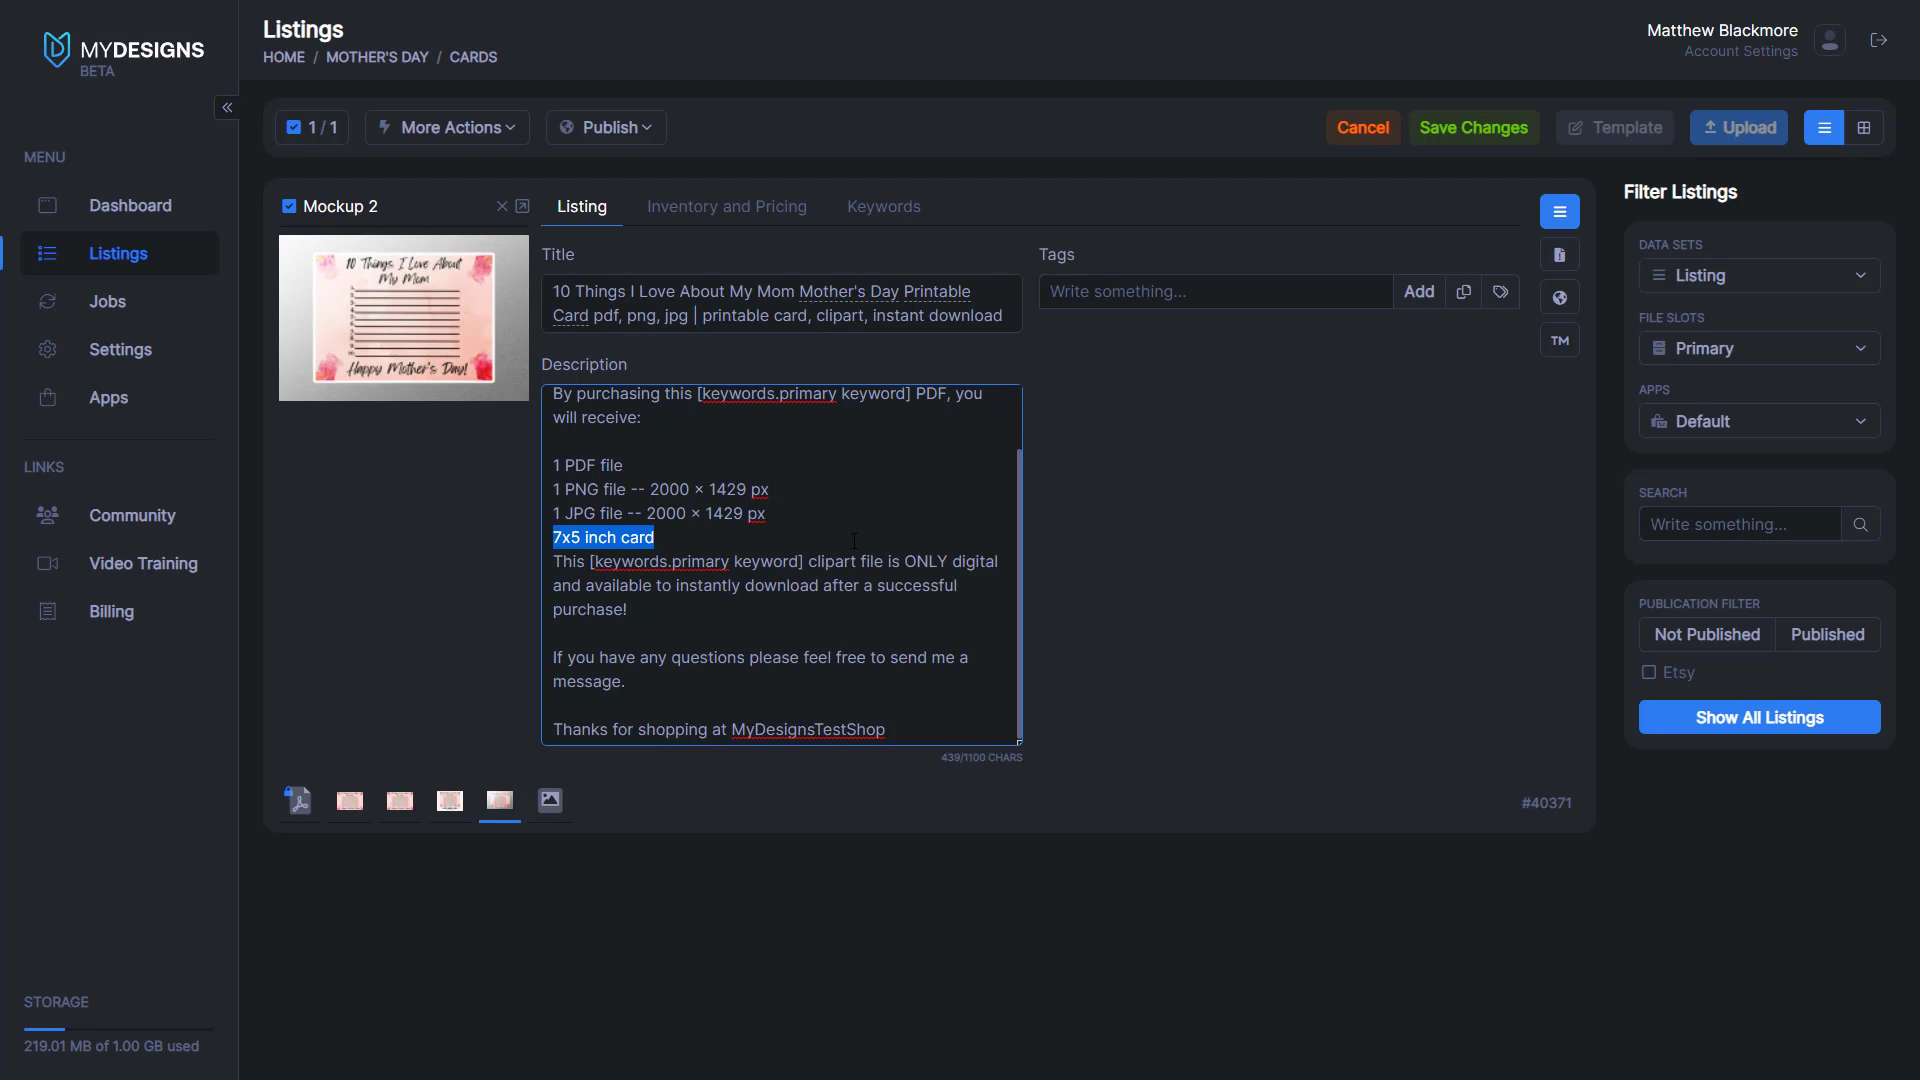 MYDESIGNS
BETA
Listings
HOME / MOTHER'S DAY / CARDS
Matthew Blackmore
Account Settings
MENU
Dashboard
Listings
Jobs
Settings
Apps
LINKS
Community
Video Training
Billing
STORAGE
219.01 MB of 1.00 GB used
1 / 1
More Actions
Publish
Cancel
Save Changes
Template
Upload
Mockup 2
10 Things I Love About
My Mom
Happy Mother's Day!
Listing
Inventory and Pricing
Keywords
Title
10 Things I Love About My Mom Mother's Day Printable
Card pdf, png, jpg | printable card, clipart, instant download
Description
By purchasing this [keywords.primary keyword] PDF, you
will receive:
1 PDF file
1 PNG file -- 2000 × 1429 px
1 JPG file -- 2000 × 1429 px
7x5 inch card
This [keywords.primary keyword] clipart file is ONLY digital
and available to instantly download after a successful
purchase!
If you have any questions please feel free to send me a
message.
Thanks for shopping at MyDesignsTestShop
439/1100 CHARS
Tags
Write something...
Add
TM
#40371
Filter Listings
DATA SETS
Listing
FILE SLOTS
Primary
APPS
Default
SEARCH
Write something...
PUBLICATION FILTER
Not Published
Published
Etsy
Show All Listings